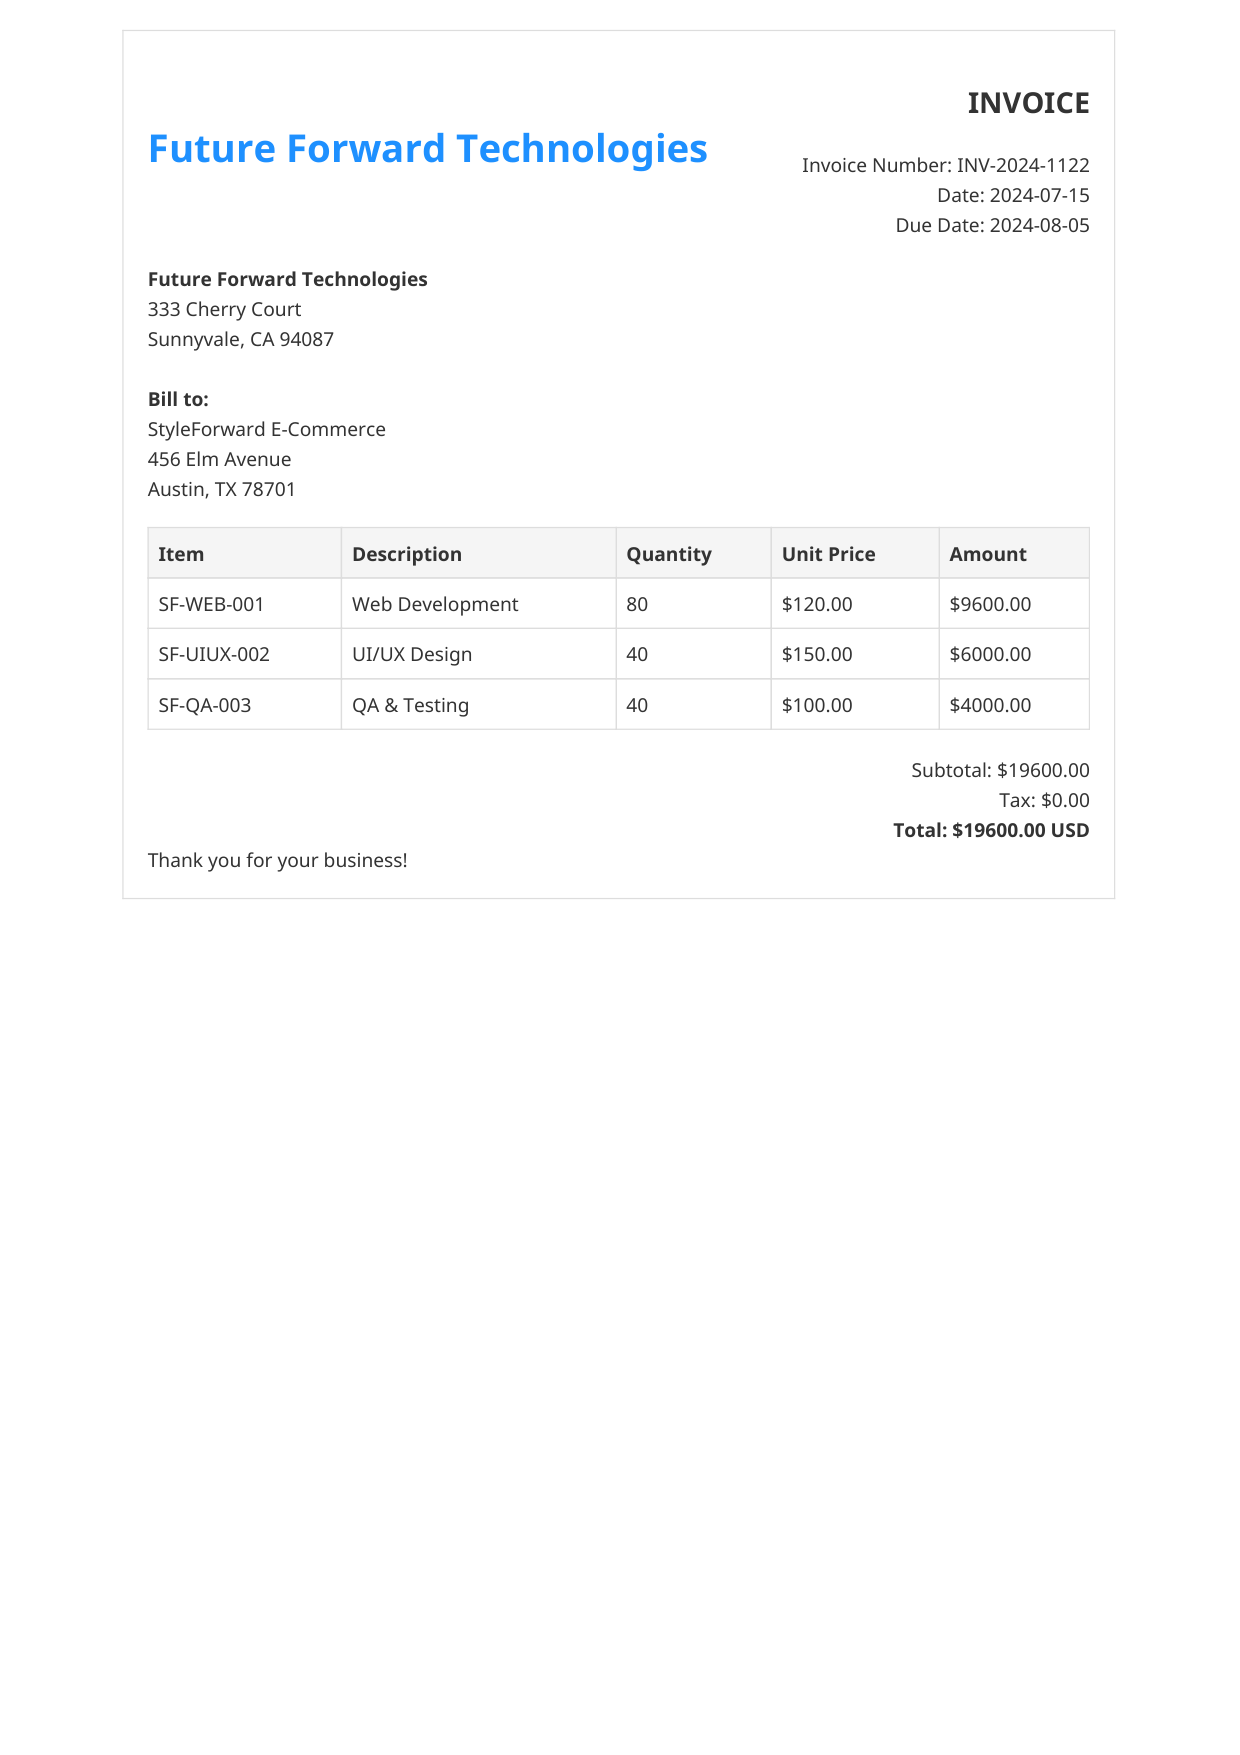 INVOICE
Future Forward Technologies
Invoice Number: INV-2024-1122
Date: 2024-07-15
Due Date: 2024-08-05
Future Forward Technologies
333 Cherry Court
Sunnyvale, CA 94087
Bill to:
StyleForward E-Commerce
456 Elm Avenue
Austin, TX 78701
Item Description Quantity Unit Price Amount
SF-WEB-001 Web Development 80 $120.00 $9600.00
SF-UIUX-002 UI/UX Design 40 $150.00 $6000.00
SF-QA-003 QA & Testing 40 $100.00 $4000.00
Subtotal: $19600.00
Tax: $0.00
Total: $19600.00 USD
Thank you for your business!